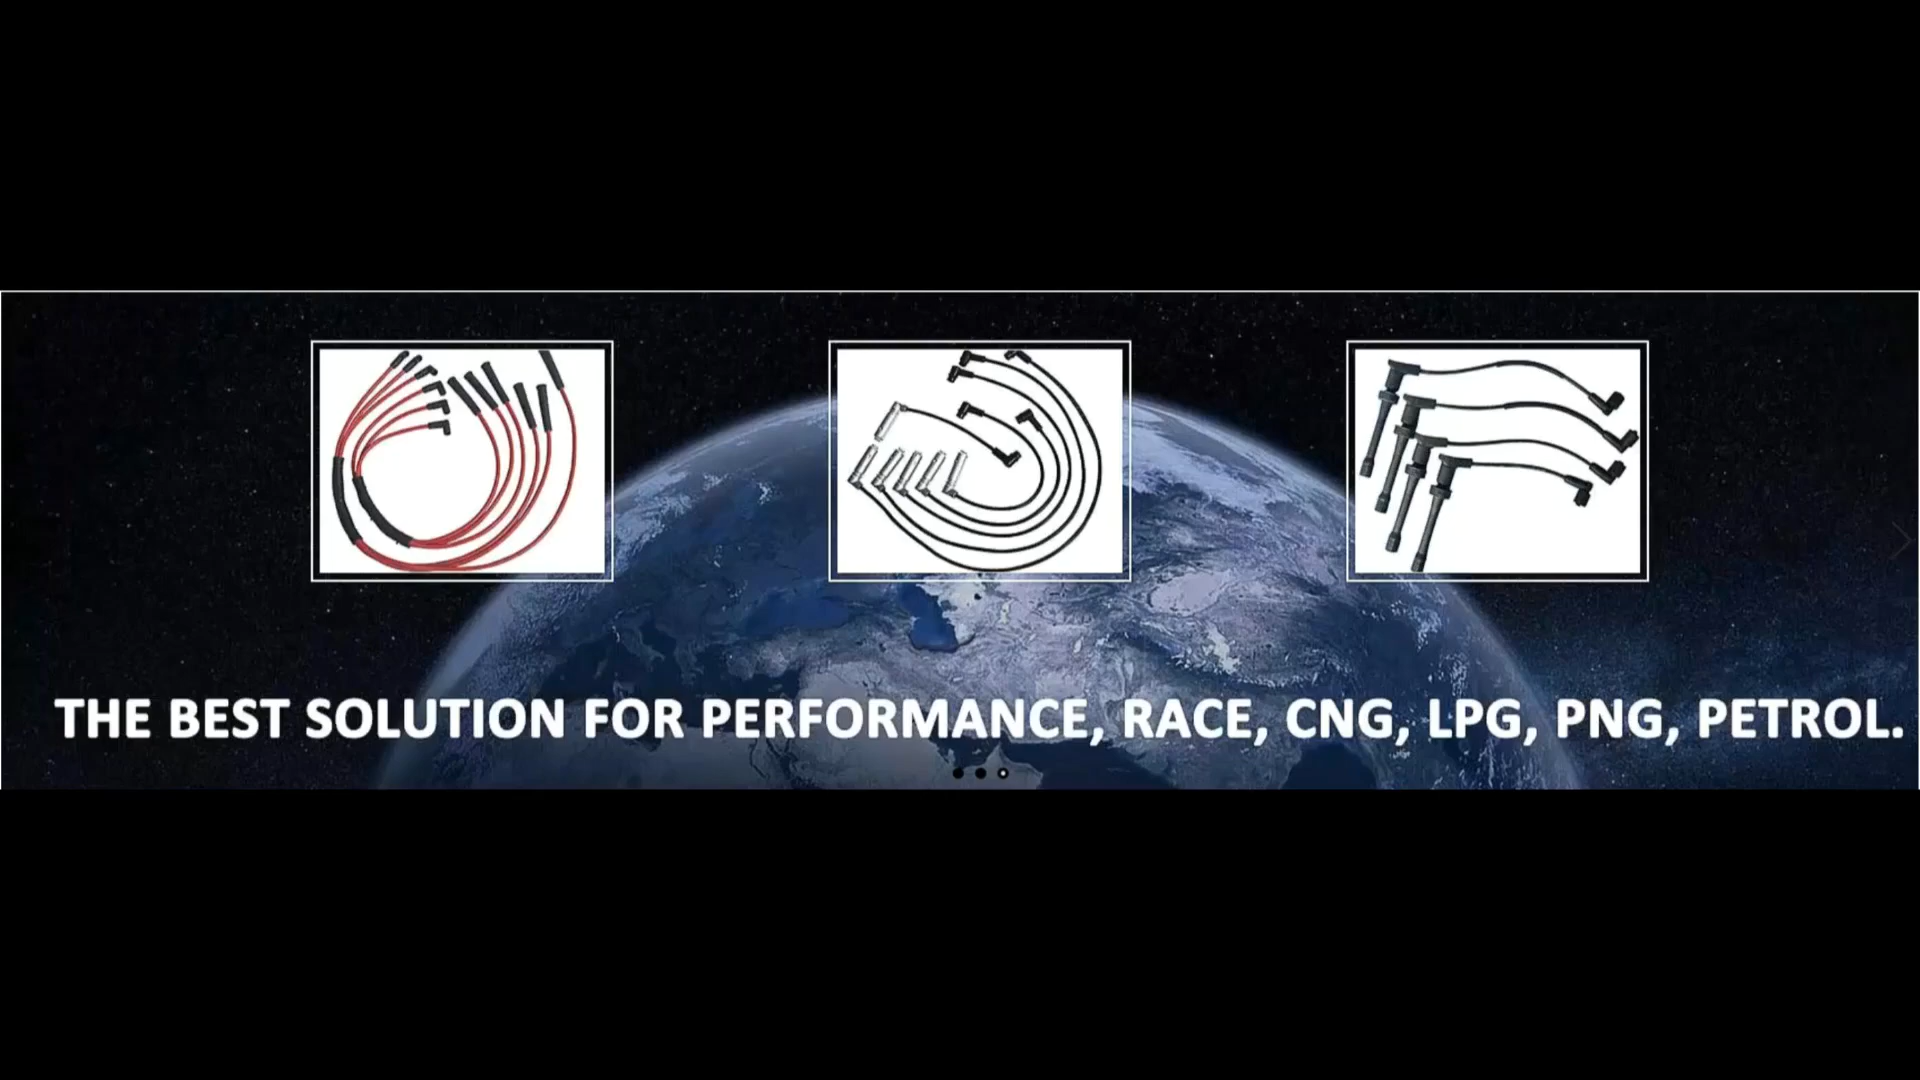 THE BEST SOLUTION FOR PERFORMANCE, RACE, CNG, LPG, PNG, PETROL.